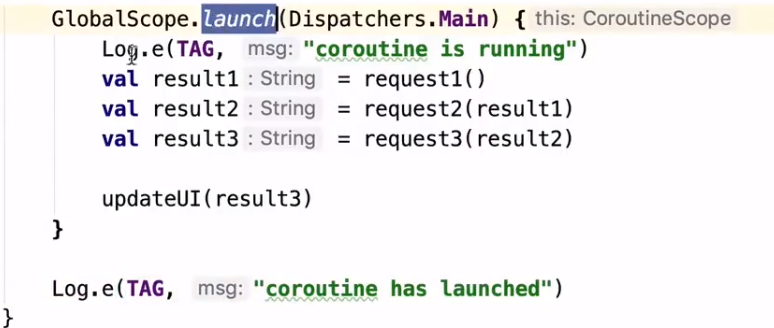 GlobalScope.launch(Dispatchers.Main) { this: CoroutineScope
Log.e(TAG, msg: "coroutine is running")
val result1 : String = request1()
val result2 : String = request2(result1)
val result3 : String = request3(result2)
updateUI(result3)
}
Log.e(TAG, msg: "coroutine has launched")
}